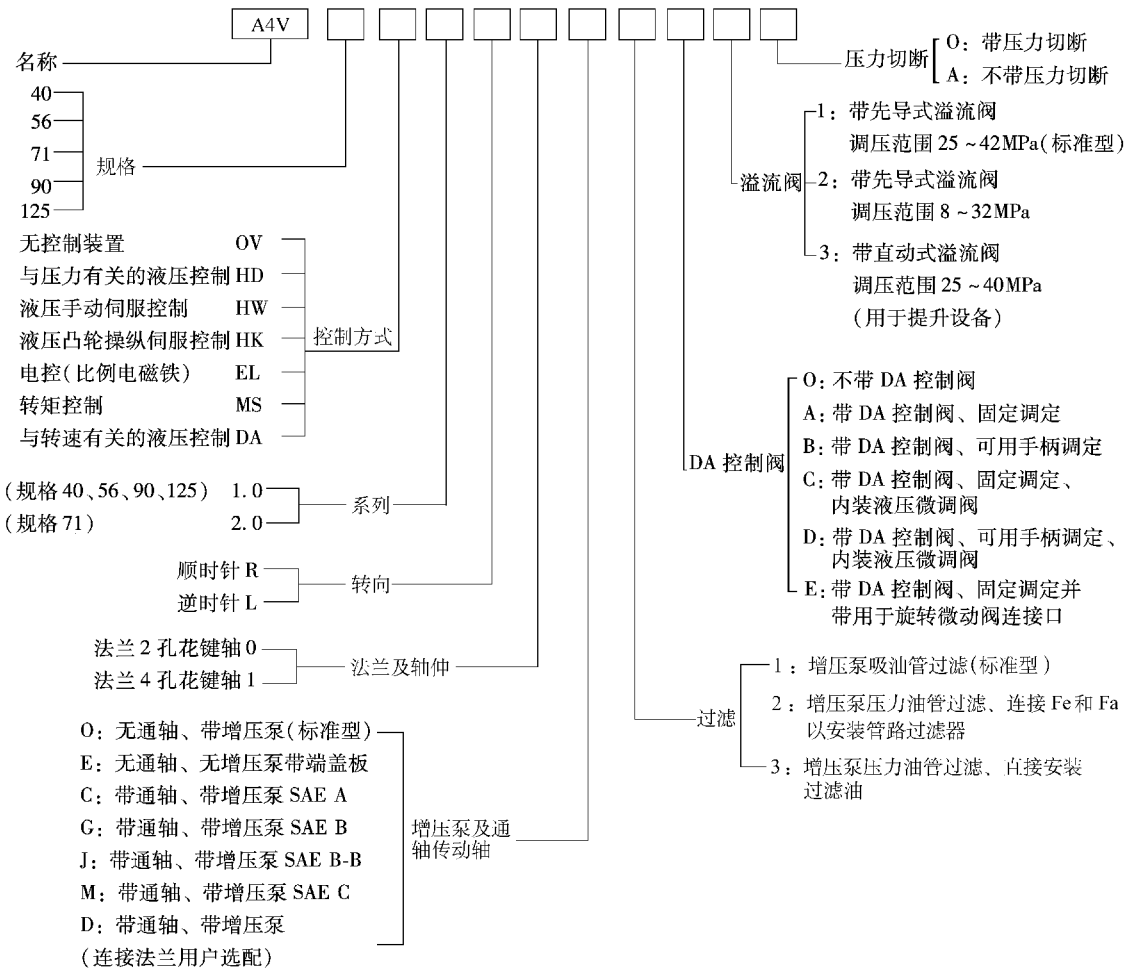 A4V
名称
40
56
71
90
125
规格
无控制装置 OV
与压力有关的液压控制 HD
液压手动伺服控制 HW
液压凸轮操纵伺服控制 HK
电控(比例电磁铁) EL
转矩控制 MS
与转速有关的液压控制 DA
控制方式
(规格 40、56、90、125) 1.0
(规格 71) 2.0
系列
顺时针 R
逆时针 L
转向
法兰 2 孔花键轴 0
法兰 4 孔花键轴 1
法兰及轴伸
O: 无通轴、带增压泵(标准型)
E: 无通轴、无增压泵带端盖板
C: 带通轴、带增压泵 SAE A
G: 带通轴、带增压泵 SAE B
J: 带通轴、带增压泵 SAE B-B
M: 带通轴、带增压泵 SAE C
D: 带通轴、带增压泵
(连接法兰用户选配)
增压泵及通
轴传动轴
过滤
1: 增压泵吸油管过滤(标准型)
2: 增压泵压力油管过滤、连接 Fe 和 Fa
以安装管路过滤器
3: 增压泵压力油管过滤、直接安装
过滤油
DA 控制阀
O: 不带 DA 控制阀
A: 带 DA 控制阀、固定调定
B: 带 DA 控制阀、可用手柄调定
C: 带 DA 控制阀、固定调定、
内装液压微调阀
D: 带 DA 控制阀、可用手柄调定、
内装液压微调阀
E: 带 DA 控制阀、固定调定并
带用于旋转微动阀连接口
溢流阀
1: 带先导式溢流阀
调压范围 25 ~ 42MPa(标准型)
2: 带先导式溢流阀
调压范围 8 ~ 32MPa
3: 带直动式溢流阀
调压范围 25 ~ 40MPa
(用于提升设备)
压力切断
O: 带压力切断
A: 不带压力切断